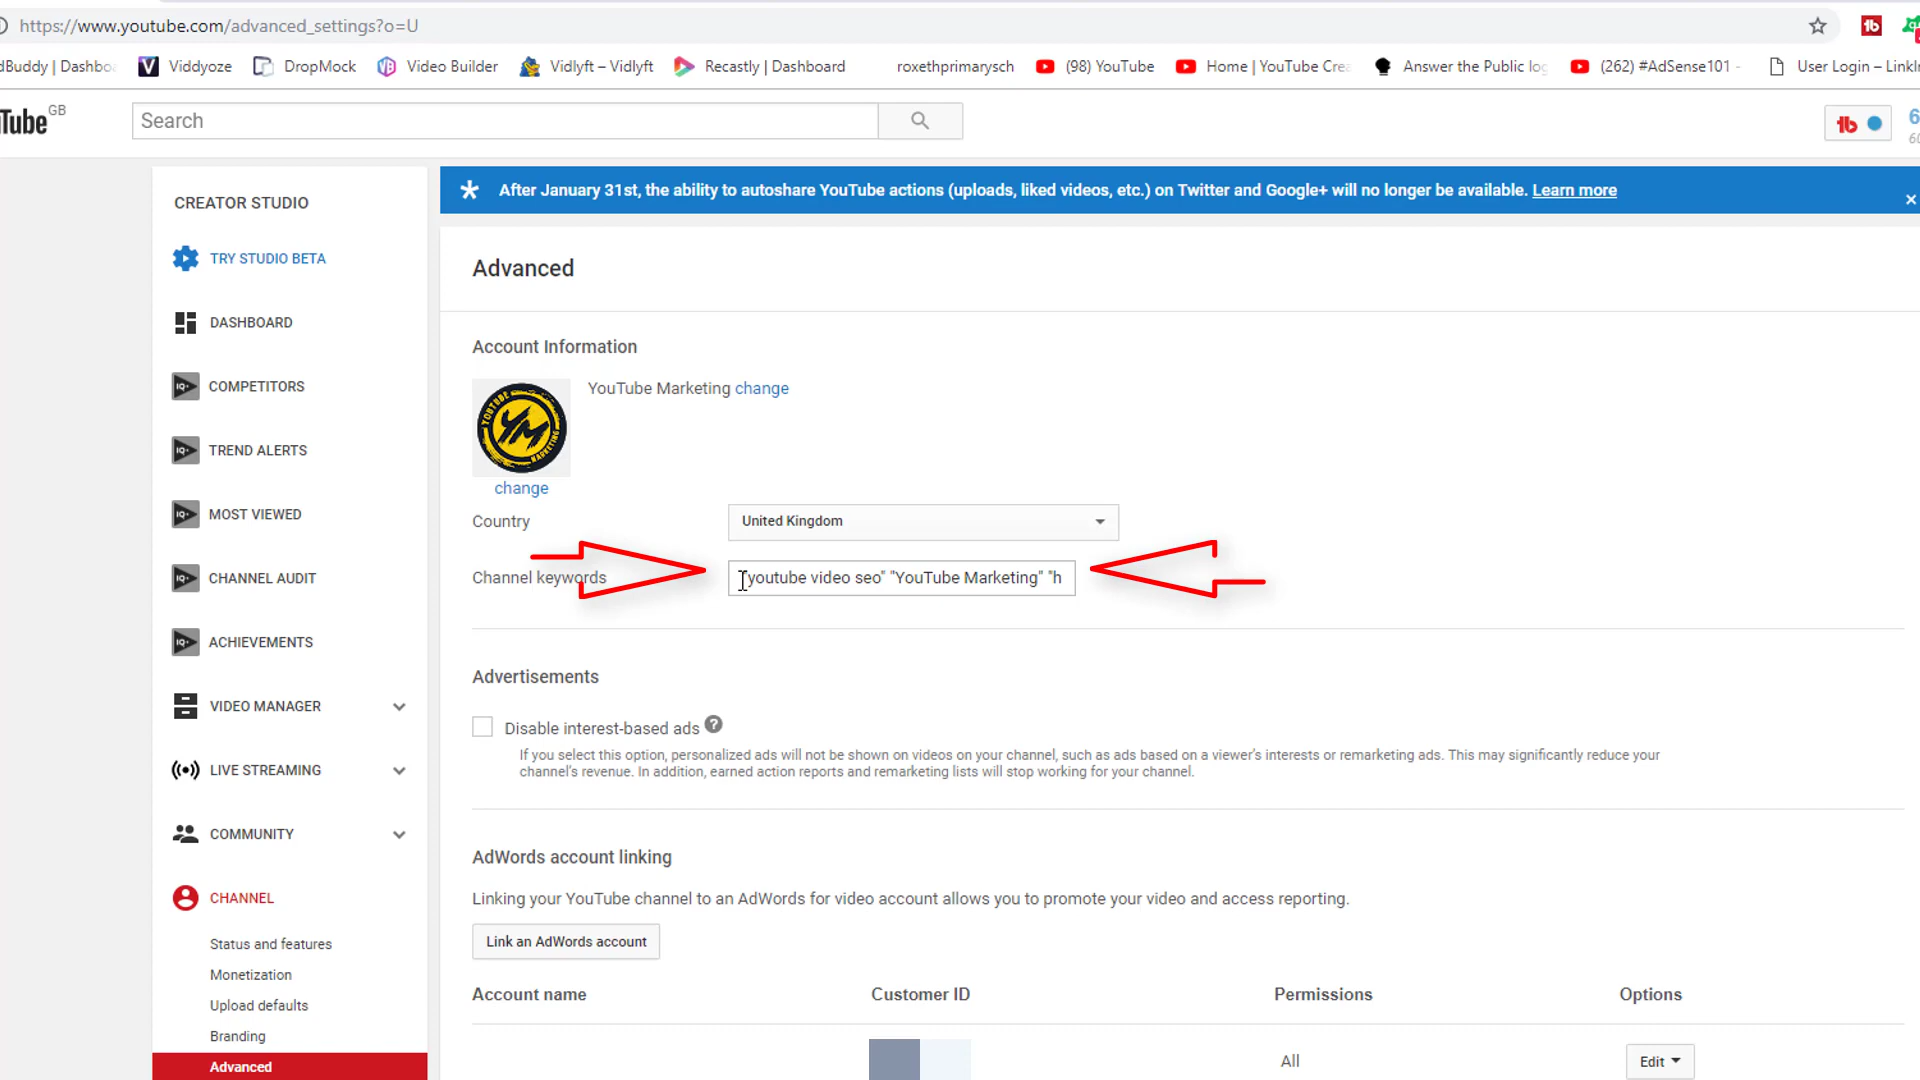 https://www.youtube.com/advanced_settings?o=U
dBuddy | Dashbo Viddyoze DropMock Video Builder Vidlyft – Vidlyft Recastly | Dashboard roxethprimarysch (98) YouTube Home | YouTube Cre Answer the Public log (262) #AdSense101 - User Login – LinkIr
Tube GB
Search
CREATOR STUDIO
TRY STUDIO BETA
DASHBOARD
COMPETITORS
TREND ALERTS
MOST VIEWED
CHANNEL AUDIT
ACHIEVEMENTS
VIDEO MANAGER
LIVE STREAMING
COMMUNITY
CHANNEL
Status and features
Monetization
Upload defaults
Branding
Advanced
After January 31st, the ability to autoshare YouTube actions (uploads, liked videos, etc.) on Twitter and Google+ will no longer be available. Learn more
Advanced
Account Information
YOUTUBE YM MARKETING
YouTube Marketing change
change
Country United Kingdom
Channel keywords "youtube video seo" "YouTube Marketing" "h
Advertisements
Disable interest-based ads ?
If you select this option, personalized ads will not be shown on videos on your channel, such as ads based on a viewer's interests or remarketing ads. This may significantly reduce your
channel's revenue. In addition, earned action reports and remarketing lists will stop working for your channel.
AdWords account linking
Linking your YouTube channel to an AdWords for video account allows you to promote your video and access reporting.
Link an AdWords account
Account name Customer ID Permissions Options
All Edit